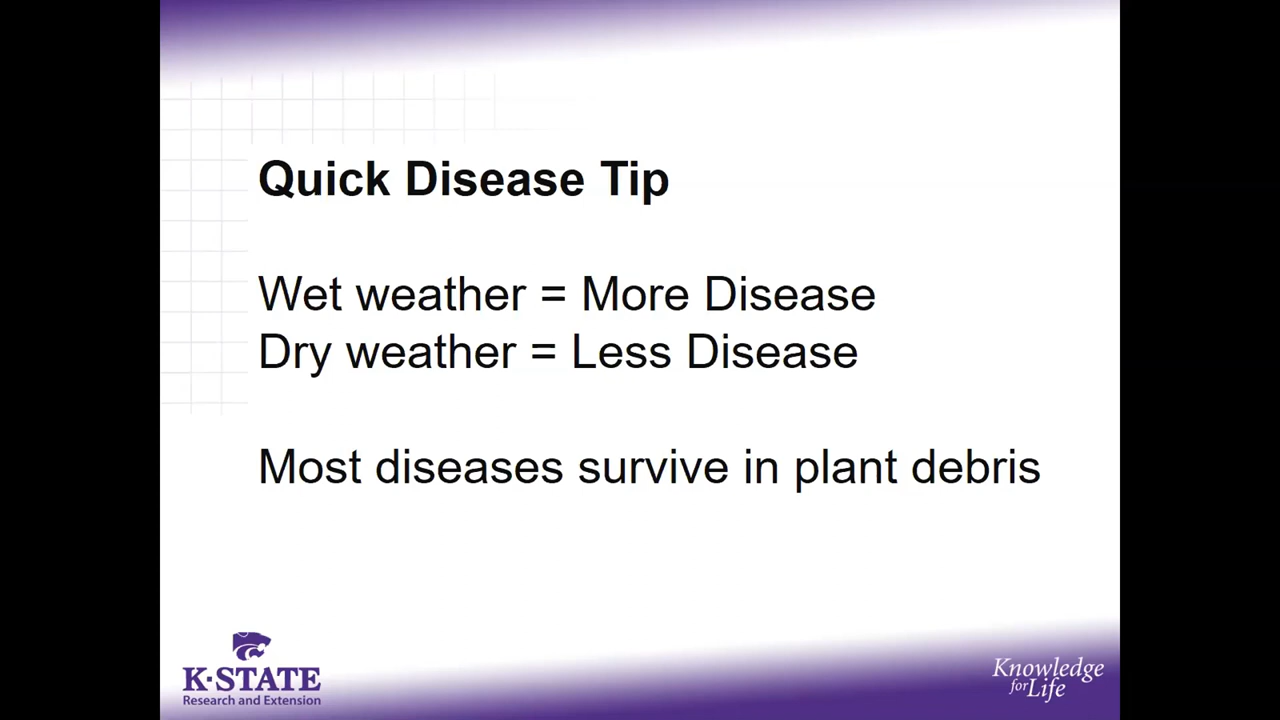 Quick Disease Tip
Wet weather = More Disease
Dry weather = Less Disease
Most diseases survive in plant debris
K·STATE
Research and Extension
Knowledge
for Life